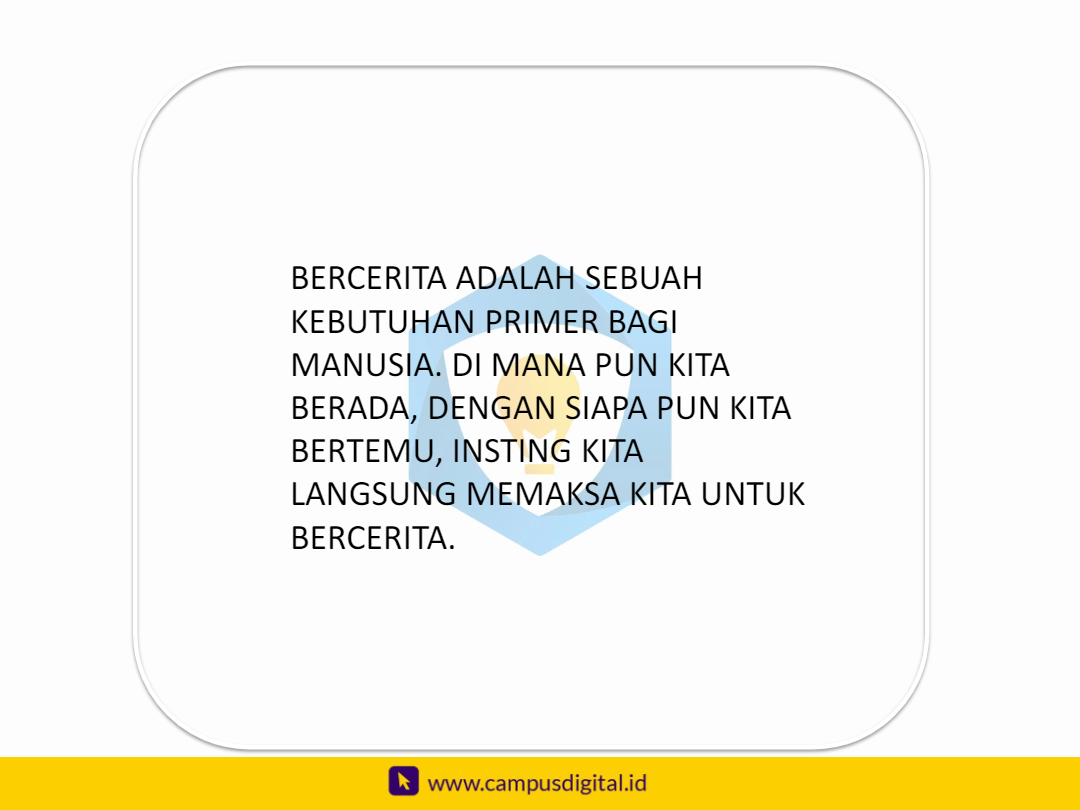 BERCERITA ADALAH SEBUAH
KEBUTUHAN PRIMER BAGI
MANUSIA. DI MANA PUN KITA
BERADA, DENGAN SIAPA PUN KITA
BERTEMU, INSTING KITA
LANGSUNG MEMAKSA KITA UNTUK
BERCERITA.
www.campusdigital.id